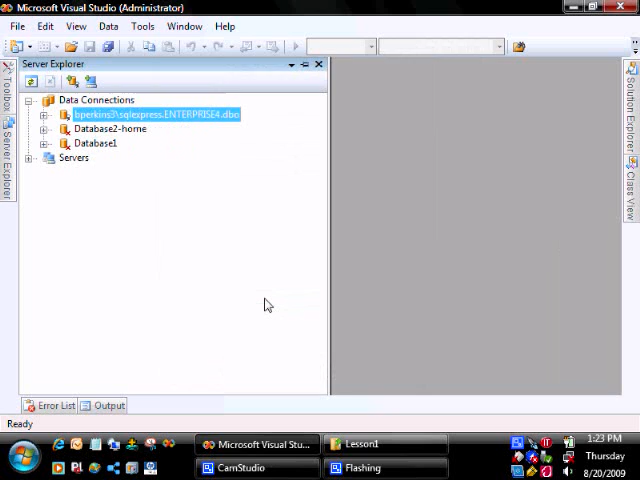 Microsoft Visual Studio (Administrator)
File Edit View Data Tools Window Help
Server Explorer
Data Connections
bperkins3\sqlexpress.ENTERPRISE4.dbo
Database2-home
Database1
Servers
Toolbox
Server Explorer
Solution Explorer
Class View
Error List Output
Ready
Microsoft Visual Stu... Lesson1
CamStudio Flashing
1:23 PM
Thursday
8/20/2009